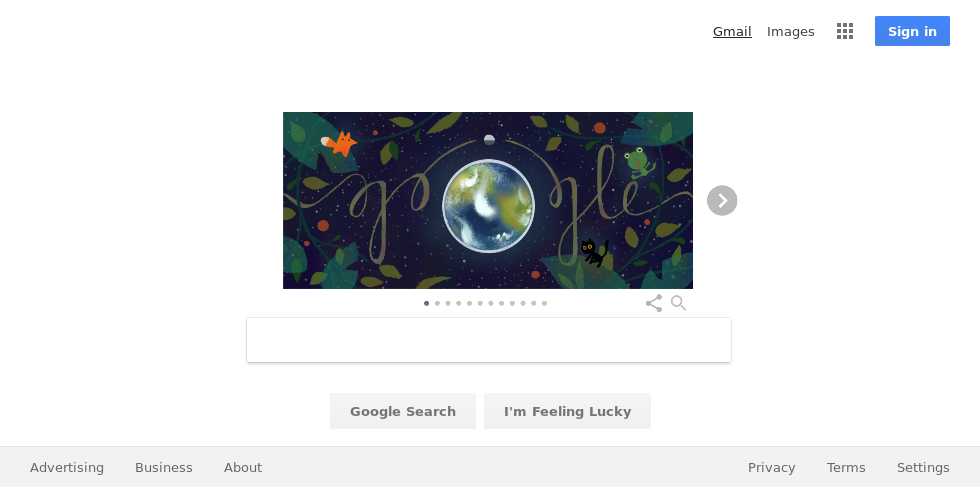 Gmail Images Sign in
Google Search I'm Feeling Lucky
Advertising Business About Privacy Terms Settings